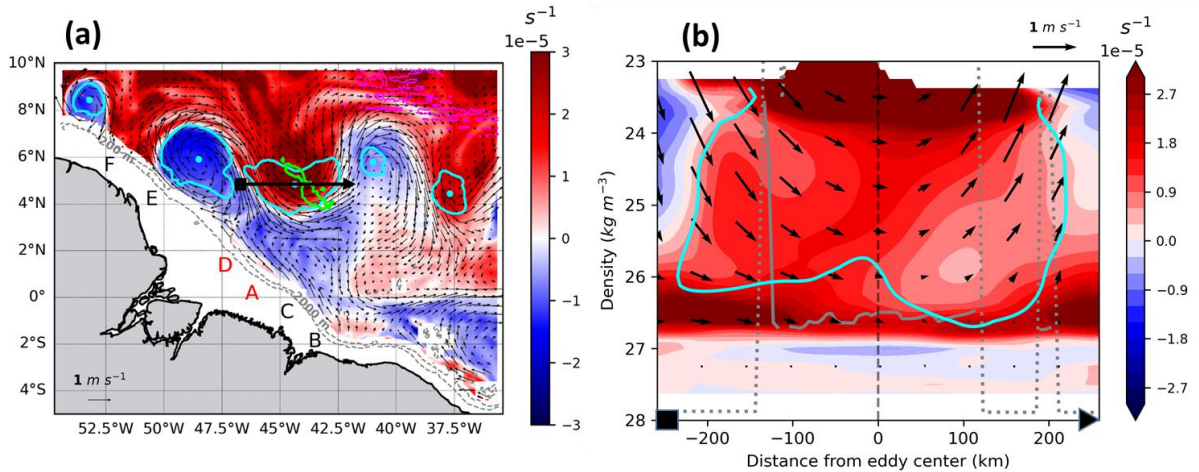 (a)
s⁻¹
1e−5
10°N
8°N
6°N
4°N
2°N
0°
2°S
4°S
200 m
2000 m
F
E
D
A
C
B
1 m s⁻¹
52.5°W 50°W 47.5°W 45°W 42.5°W 40°W 37.5°W
3
2
1
0
−1
−2
−3
(b)
1 m s⁻¹
s⁻¹
1e−5
23
24
25
26
27
28
Density (kg m⁻³)
−200 −100 0 100 200
Distance from eddy center (km)
2.7
1.8
0.9
0.0
−0.9
−1.8
−2.7